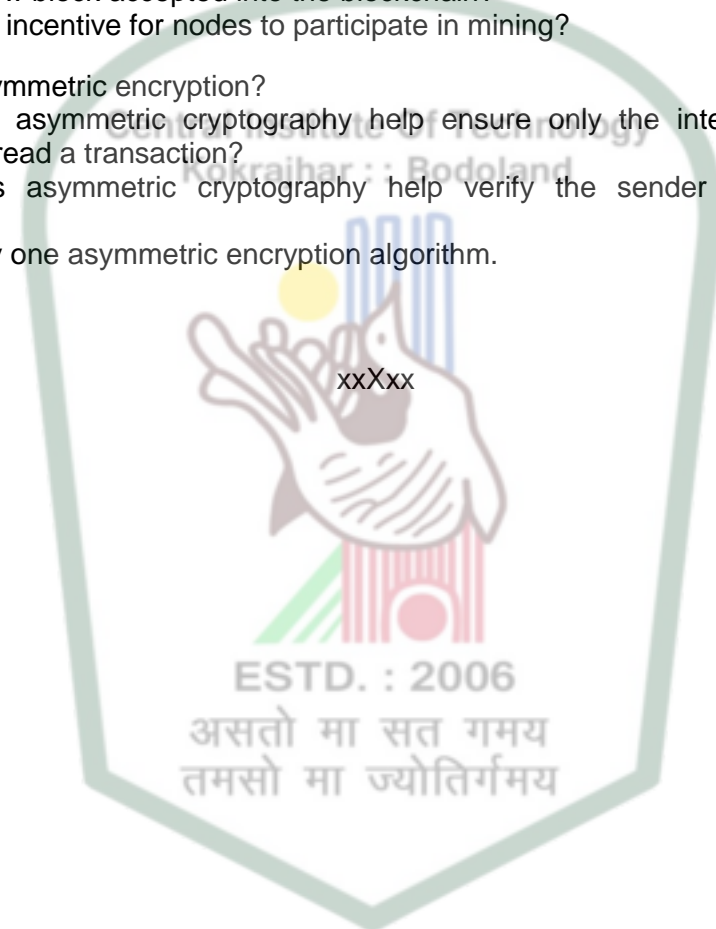 block accepted into the blockchain?
incentive for nodes to participate in mining?
symmetric encryption?
asymmetric cryptography help ensure only the inte
Central Institute Of Technology
read a transaction?
Kokrajhar : : Bodoland
s asymmetric cryptography help verify the sender
one asymmetric encryption algorithm.
xxXxx
ESTD. : 2006
असतो मा सत गमय
तमसो मा ज्योतिर्गमय